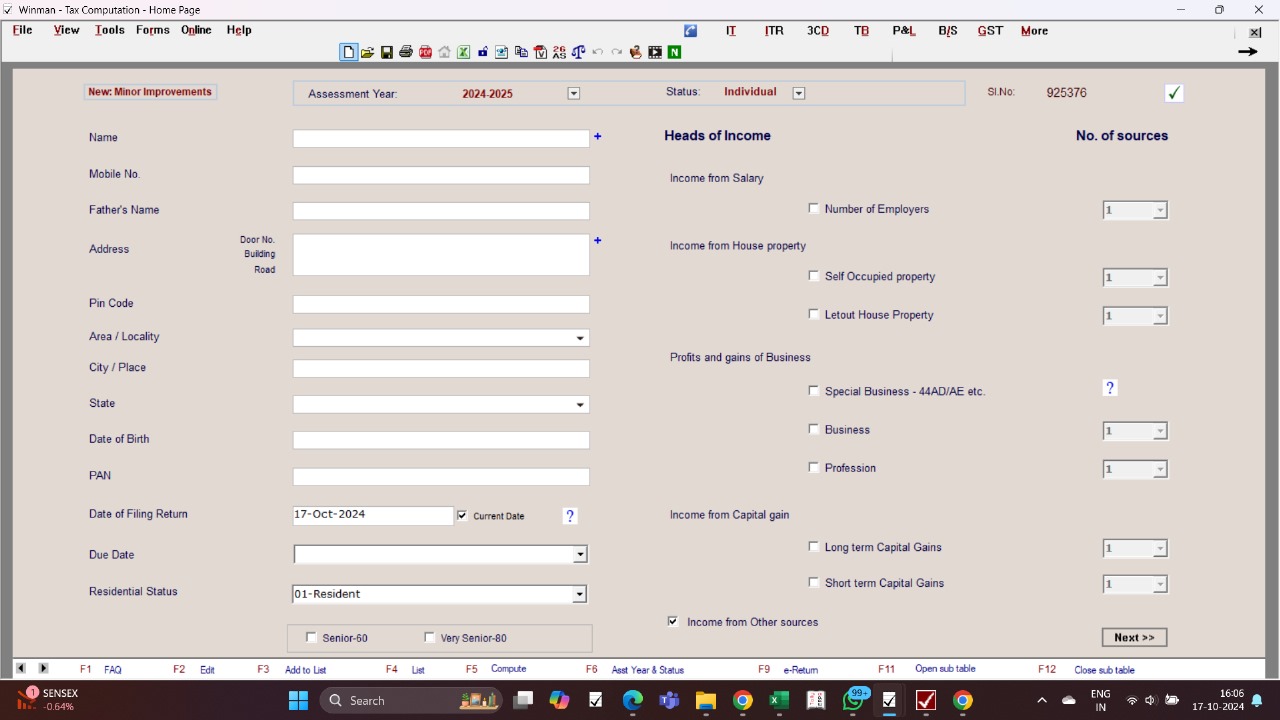 Winman - Tax Computation - Home Page
File View Tools Forms Online Help IT ITR 3CD TB P&L B/S GST More
New: Minor Improvements Assessment Year: 2024-2025 Status: Individual Sl.No: 925376
Name
Heads of Income No. of sources
Mobile No.
Income from Salary
Father's Name
Number of Employers 1
Address Door No.
Building
Road
Income from House property
Self Occupied property 1
Pin Code
Letout House Property 1
Area / Locality
City / Place
Profits and gains of Business
Special Business - 44AD/AE etc. ?
State
Business 1
Date of Birth
PAN
Profession 1
Date of Filing Return 17-Oct-2024 Current Date ?
Income from Capital gain
Due Date
Long term Capital Gains 1
Residential Status 01-Resident
Short term Capital Gains 1
Income from Other sources
Senior-60 Very Senior-80
Next >>
F1 FAQ F2 Edit F3 Add to List F4 List F5 Compute F6 Asst Year & Status F9 e-Return F11 Open sub table F12 Close sub table
1 SENSEX
-0.64%
Search
99+
ENG
IN
16:06
17-10-2024